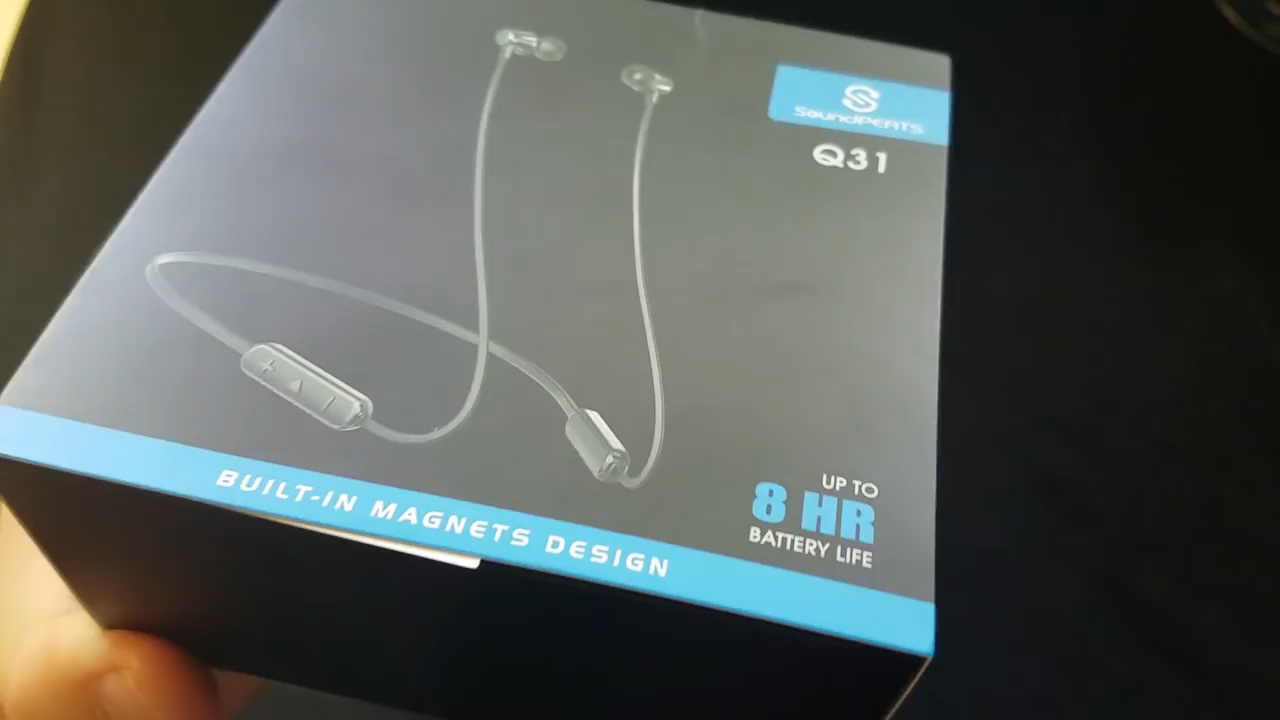 SoundPEATS
Q31
UP TO
8 HR
BATTERY LIFE
BUILT-IN MAGNETS DESIGN